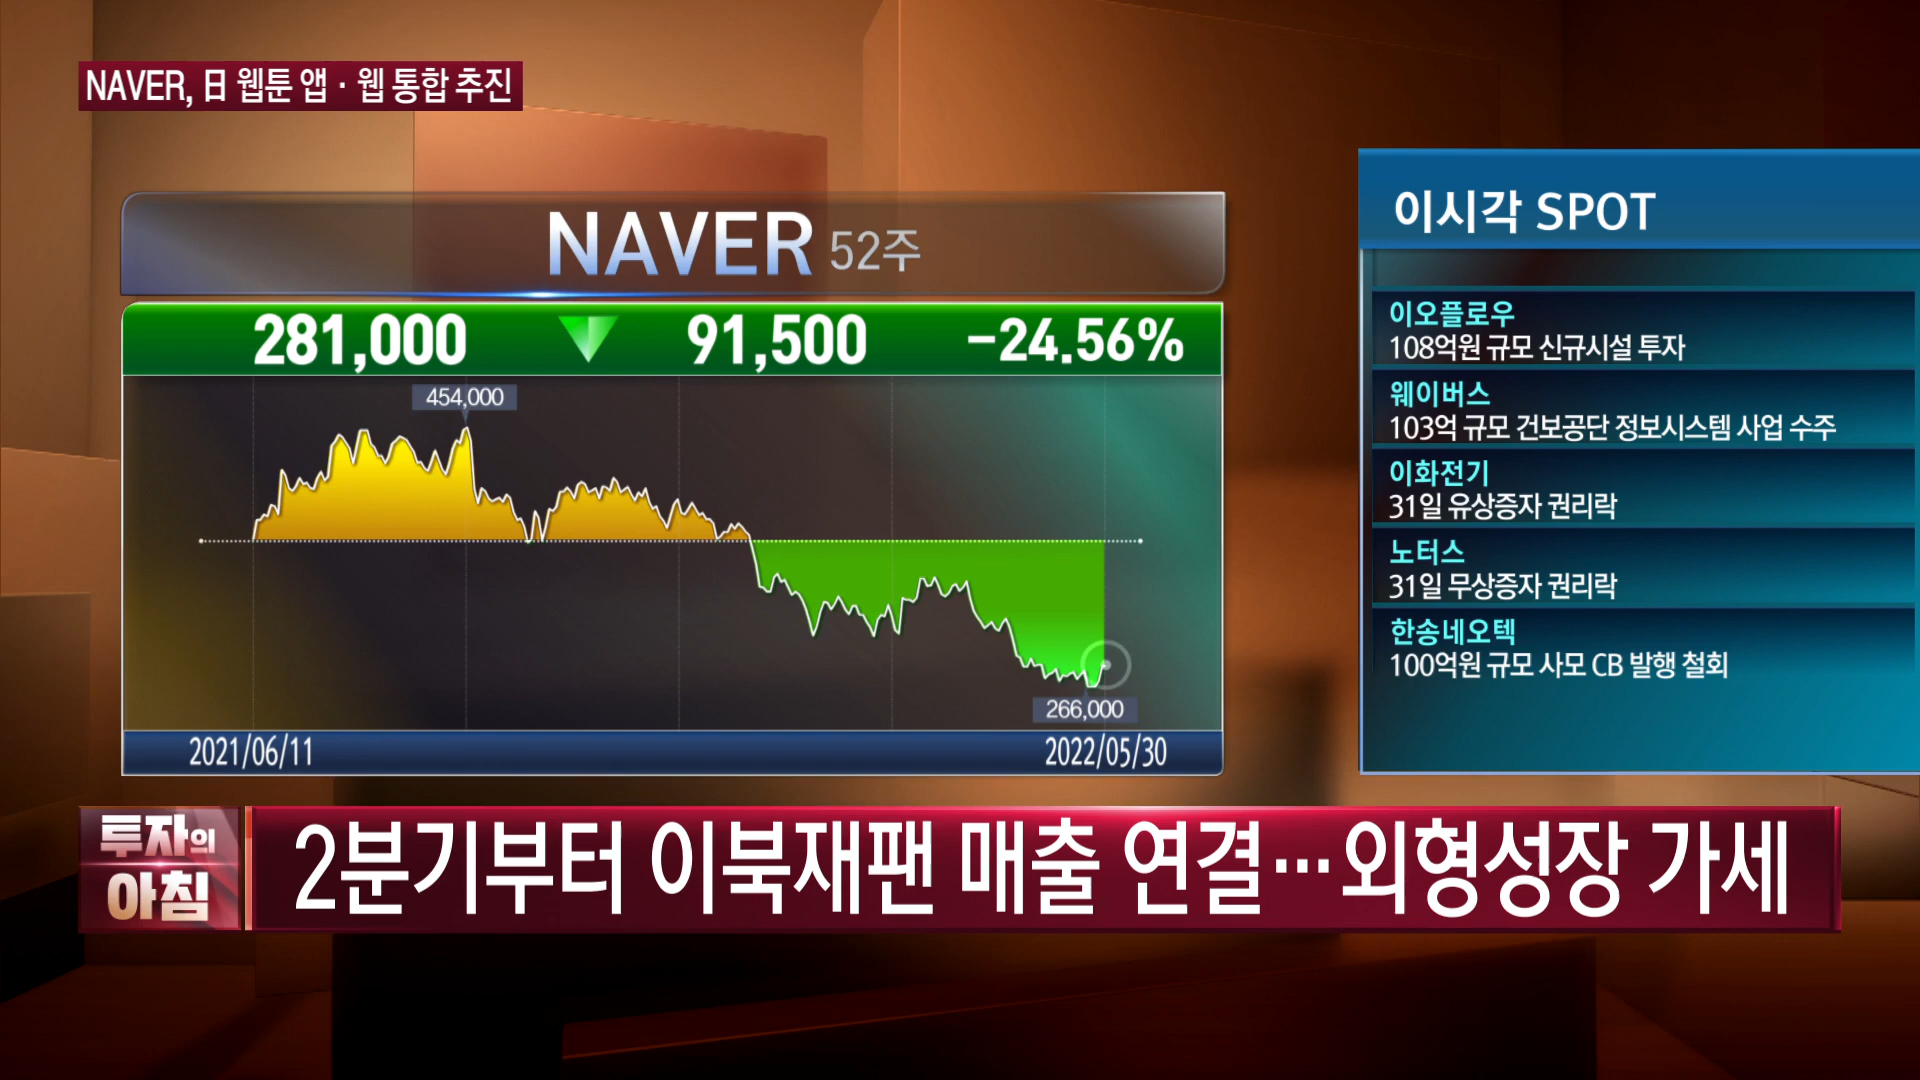 NAVER, 日 웹툰 앱 · 웹 통합 추진
NAVER 52주
281,000 ▼ 91,500 -24.56%
454,000
266,000
2021/06/11 2022/05/30
이시각 SPOT
이오플로우
108억원 규모 신규시설 투자
웨이버스
103억 규모 건보공단 정보시스템 사업 수주
이화전기
31일 유상증자 권리락
노터스
31일 무상증자 권리락
한송네오텍
100억원 규모 사모 CB 발행 철회
투자의
아침
2분기부터 이북재팬 매출 연결…외형성장 가세